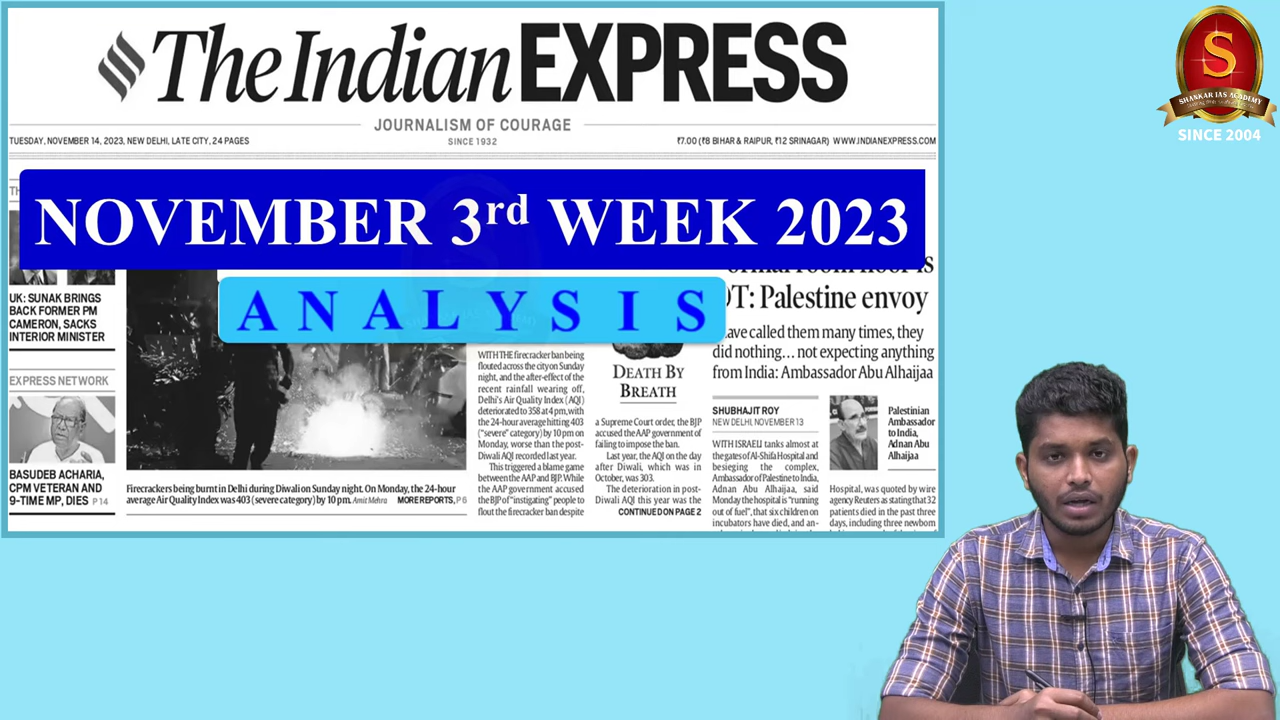 The Indian EXPRESS
JOURNALISM OF COURAGE
SINCE 1932
TUESDAY, NOVEMBER 14, 2023, NEW DELHI, LATE CITY, 24 PAGES
₹7.00 (₹8 BIHAR & RAIPUR, ₹12 SRINAGAR) WWW.INDIANEXPRESS.COM
NOVEMBER 3rd WEEK 2023
ANALYSIS
UK: SUNAK BRINGS
BACK FORMER PM
CAMERON, SACKS
INTERIOR MINISTER
EXPRESS NETWORK
BASUDEB ACHARIA,
CPM VETERAN AND
9-TIME MP, DIES P 14
Firecrackers being burnt in Delhi during Diwali on Sunday night. On Monday, the 24-hour
average Air Quality Index was 403 (severe category) by 10 pm. Amit Mehra MORE REPORTS, P 6
WITH THE firecracker ban being
flouted across the city on Sunday
night, and the after-effect of the
recent rainfall wearing off,
Delhi's Air Quality Index (AQI)
deteriorated to 358 at 4 pm, with
the 24-hour average hitting 403
("severe" category) by 10 pm on
Monday, worse than the post-
Diwali AQI recorded last year.
This triggered a blame game
between the AAP and BJP. While
the AAP government accused
the BJP of "instigating" people to
flout the firecracker ban despite
DEATH BY
BREATH
a Supreme Court order, the BJP
accused the AAP government of
failing to impose the ban.
Last year, the AQI on the day
after Diwali, which was in
October, was 303.
The deterioration in post-
Diwali AQI this year was the
CONTINUED ON PAGE 2
: Palestine envoy
ave called them many times, they
did nothing... not expecting anything
from India: Ambassador Abu Alhaijaa
SHUBHAJIT ROY
NEW DELHI, NOVEMBER 13
WITH ISRAELI tanks almost at
the gates of Al-Shifa Hospital and
besieging the complex,
Ambassador of Palestine to India,
Adnan Abu Alhaijaa, said
Monday the hospital is "running
out of fuel", that six children on
incubators have died, and an-
Palestinian
Ambassador
to India,
Adnan Abu
Alhaijaa
Hospital, was quoted by wire
agency Reuters as stating that 32
patients died in the past three
days, including three newborn
S
SHANKAR IAS ACADEMY
SINCE 2004